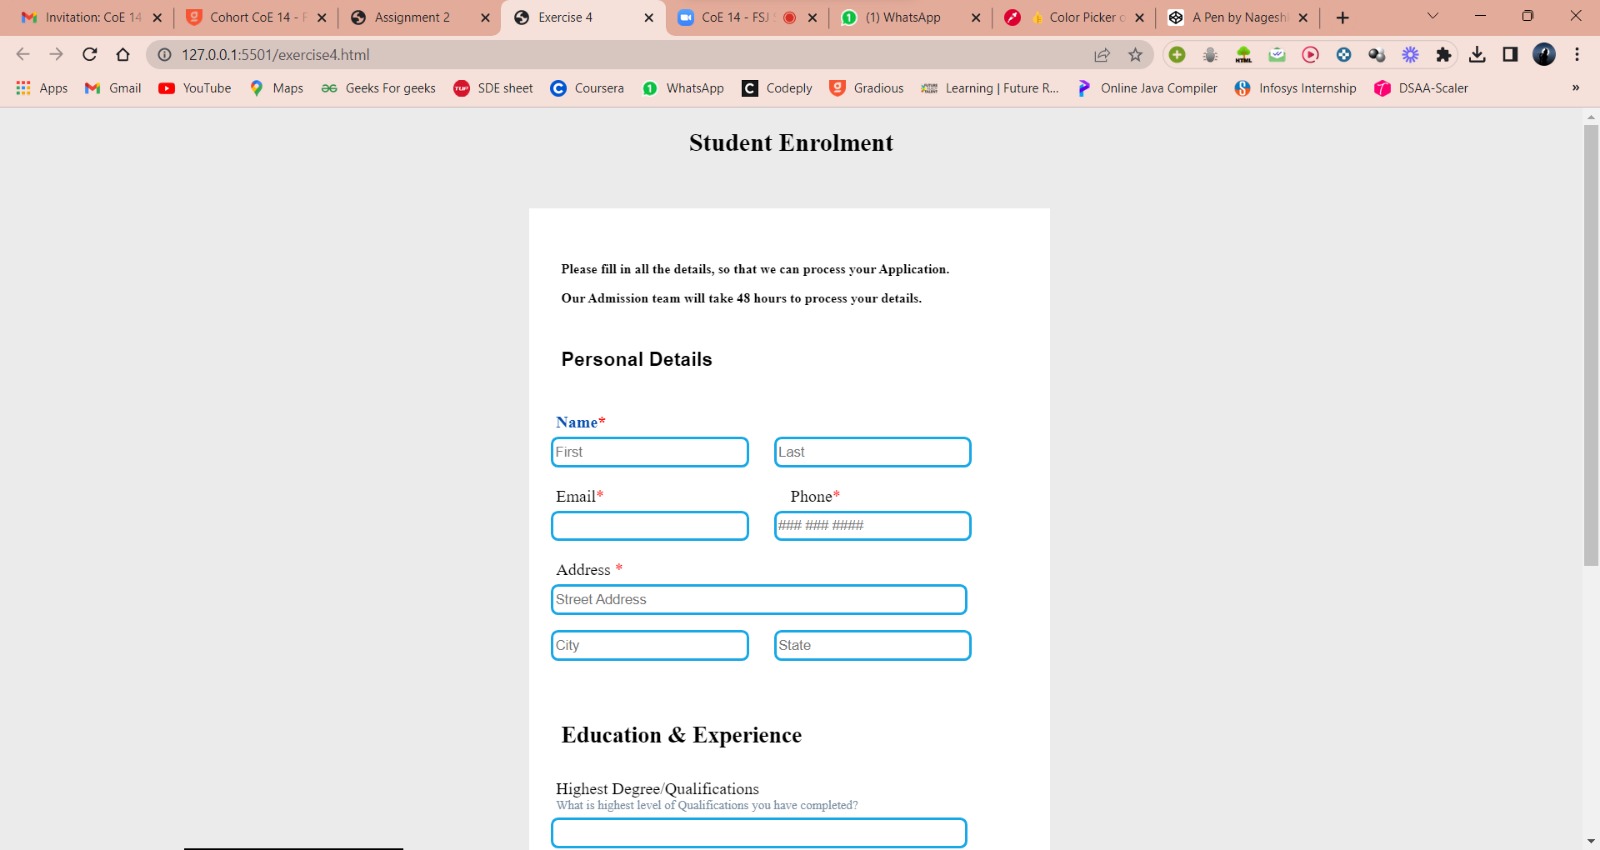 Invitation: CoE 14
Cohort CoE 14 - F
Assignment 2
Exercise 4
CoE 14 - FSJ
(1) WhatsApp
Color Picker o
A Pen by Nagesh
127.0.0.1:5501/exercise4.html
Apps
Gmail
YouTube
Maps
Geeks For geeks
SDE sheet
Coursera
WhatsApp
Codeply
Gradious
Learning | Future R...
Online Java Compiler
Infosys Internship
DSAA-Scaler
»
Student Enrolment
Please fill in all the details, so that we can process your Application.
Our Admission team will take 48 hours to process your details.
Personal Details
Name*
First Last
Email* Phone*
### ### ####
Address *
Street Address
City State
Education & Experience
Highest Degree/Qualifications
What is highest level of Qualifications you have completed?